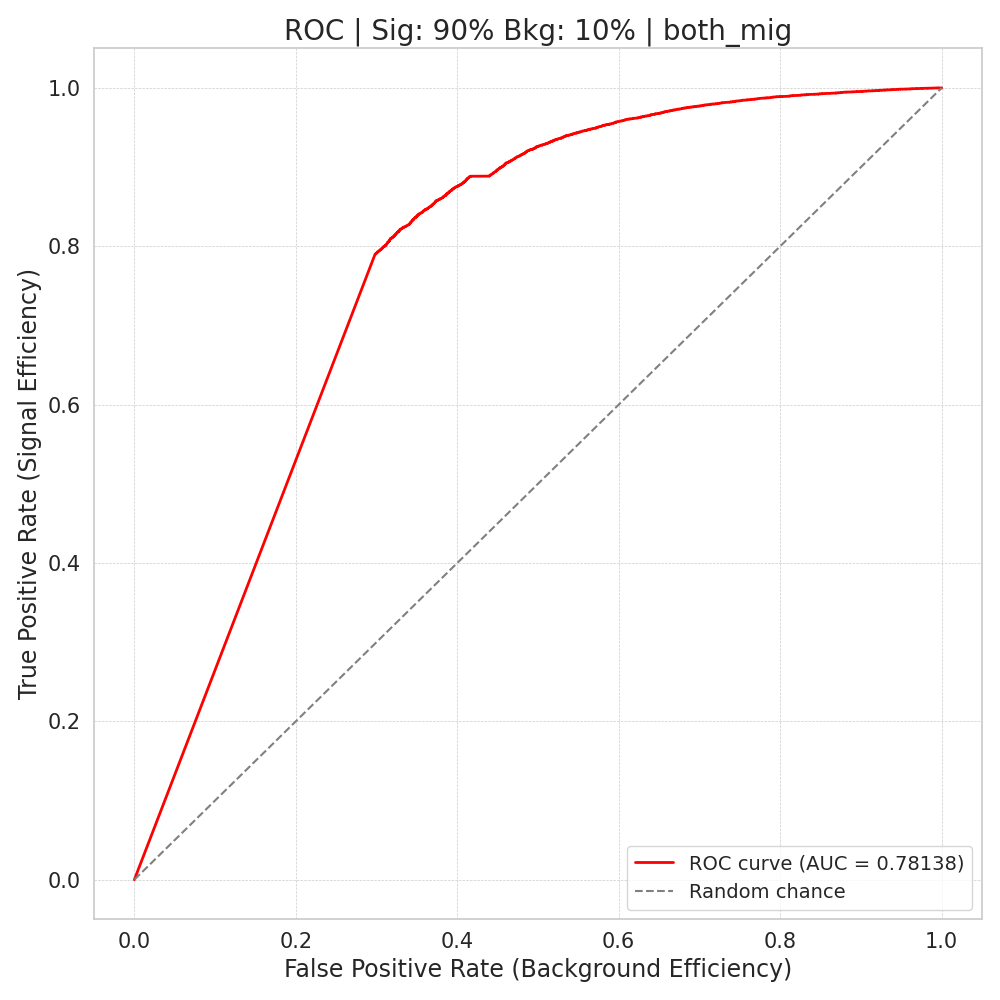 ROC | Sig: 90% Bkg: 10% | both_mig
True Positive Rate (Signal Efficiency)
1.0
0.8
0.6
0.4
0.2
0.0
ROC curve (AUC = 0.78138)
Random chance
0.0 0.2 0.4 0.6 0.8 1.0
False Positive Rate (Background Efficiency)